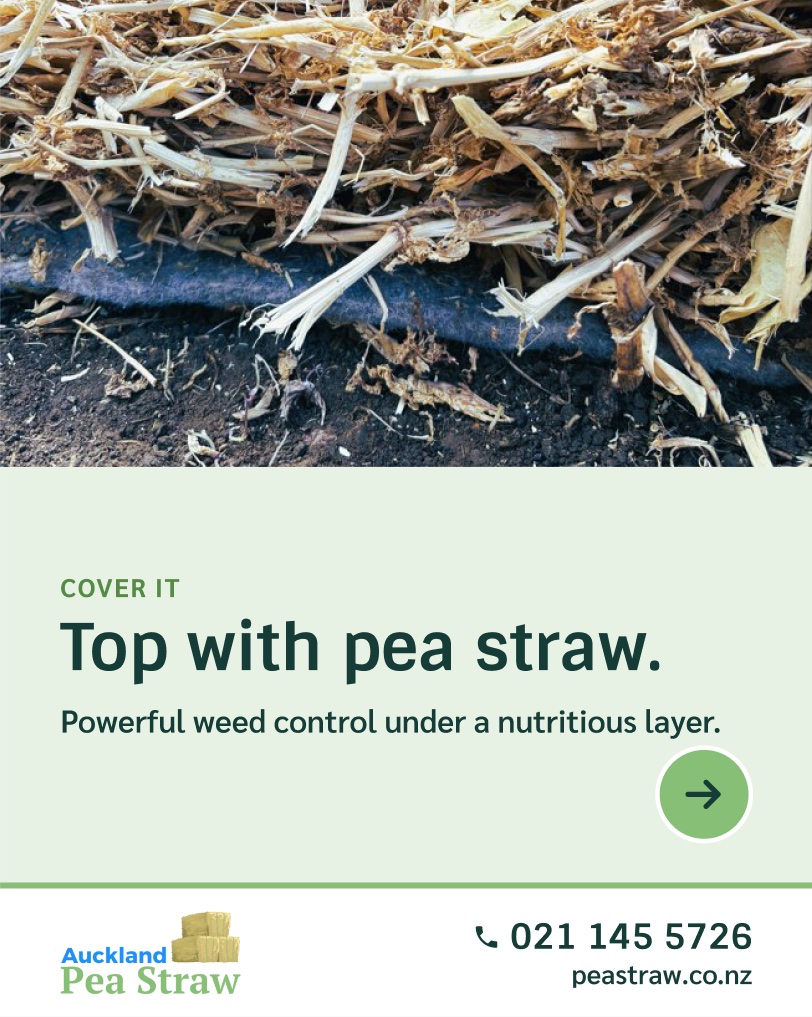 COVER IT
Top with pea straw.
Powerful weed control under a nutritious layer.
Auckland
Pea Straw
021 145 5726
peastraw.co.nz